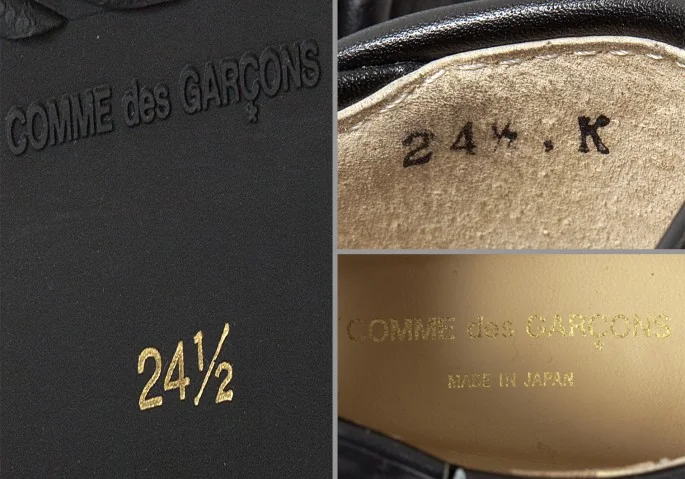 COMME des GARÇONS
24½
24½.K
COMME des GARÇONS
MADE IN JAPAN